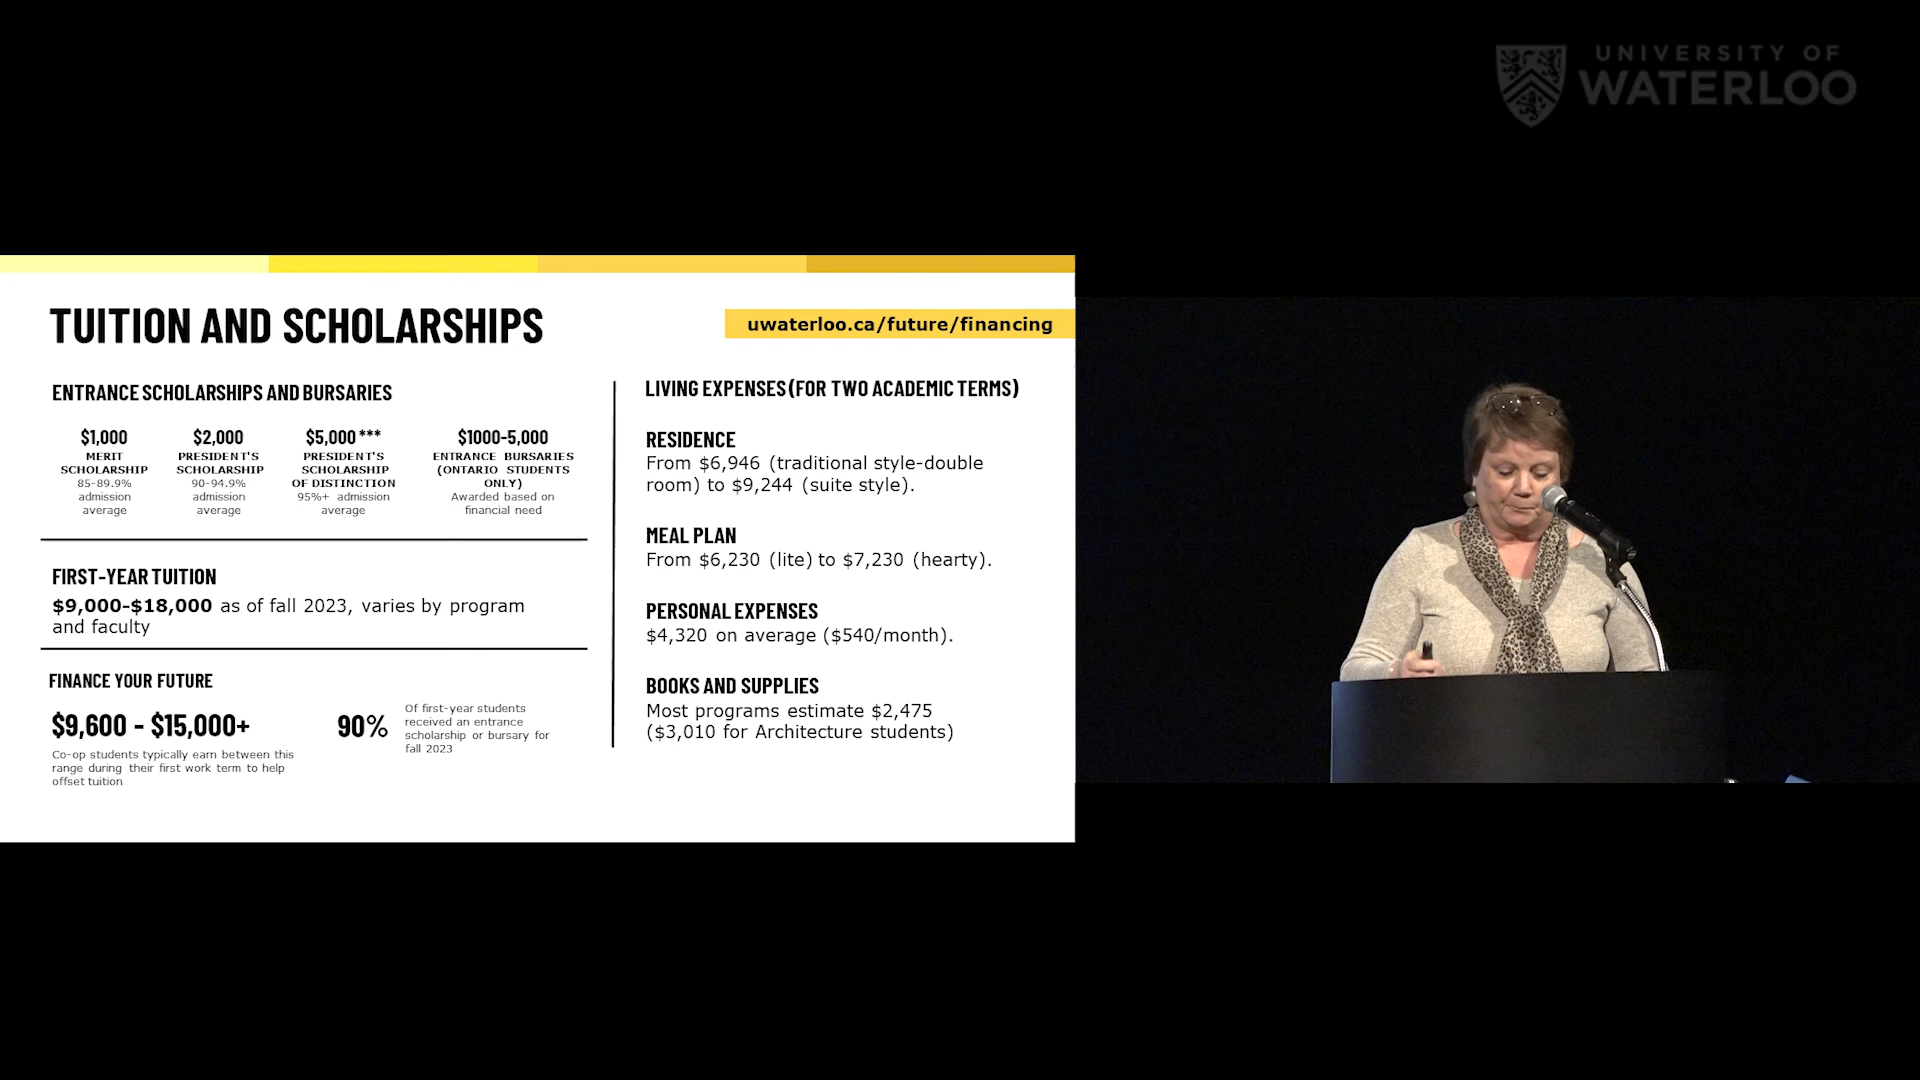 UNIVERSITY OF
WATERLOO
TUITION AND SCHOLARSHIPS
uwaterloo.ca/future/financing
ENTRANCE SCHOLARSHIPS AND BURSARIES
$1,000
MERIT
SCHOLARSHIP
85-89.9%
admission
average
$2,000
PRESIDENT'S
SCHOLARSHIP
90-94.9%
admission
average
$5,000 ***
PRESIDENT'S
SCHOLARSHIP
OF DISTINCTION
95%+ admission
average
$1000-5,000
ENTRANCE BURSARIES
(ONTARIO STUDENTS
ONLY)
Awarded based on
financial need
FIRST-YEAR TUITION
$9,000-$18,000 as of fall 2023, varies by program
and faculty
FINANCE YOUR FUTURE
$9,600 - $15,000+
Co-op students typically earn between this
range during their first work term to help
offset tuition
90%
Of first-year students
received an entrance
scholarship or bursary for
fall 2023
LIVING EXPENSES (FOR TWO ACADEMIC TERMS)
RESIDENCE
From $6,946 (traditional style-double
room) to $9,244 (suite style).
MEAL PLAN
From $6,230 (lite) to $7,230 (hearty).
PERSONAL EXPENSES
$4,320 on average ($540/month).
BOOKS AND SUPPLIES
Most programs estimate $2,475
($3,010 for Architecture students)